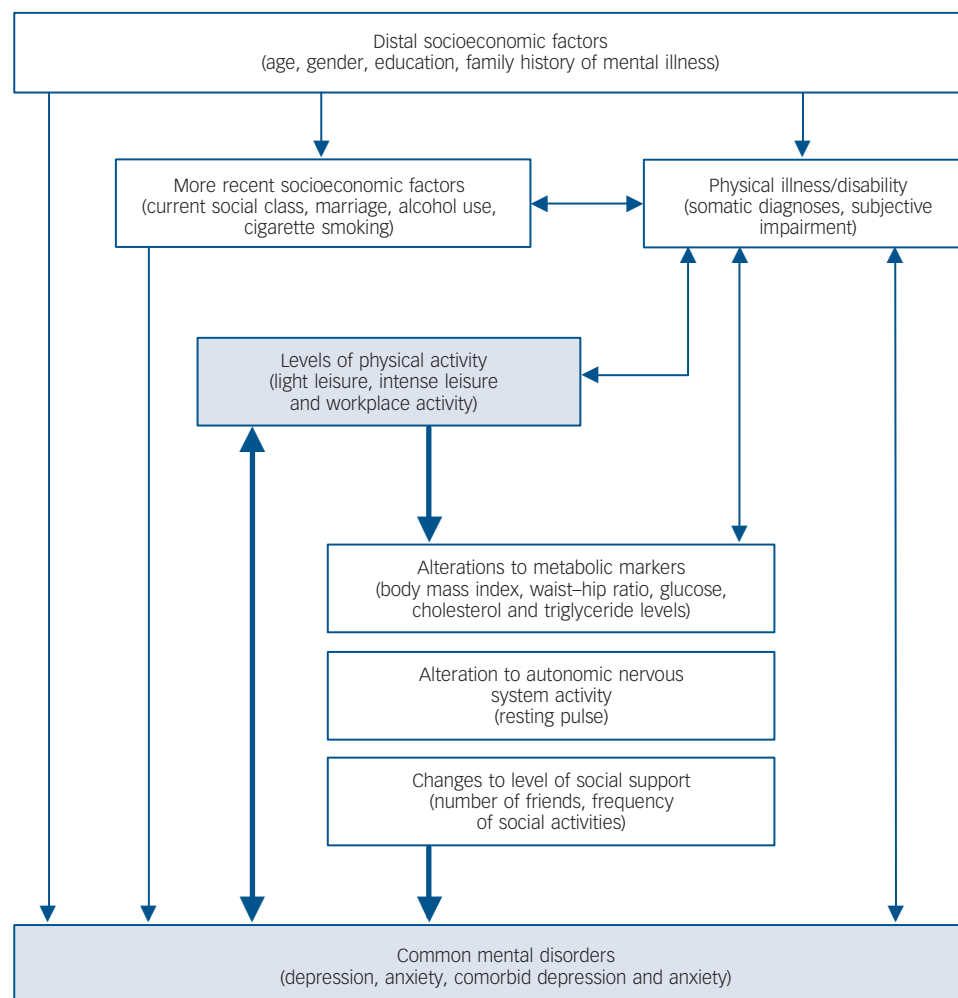 Distal socioeconomic factors
(age, gender, education, family history of mental illness)
More recent socioeconomic factors
(current social class, marriage, alcohol use,
cigarette smoking)
Physical illness/disability
(somatic diagnoses, subjective
impairment)
Levels of physical activity
(light leisure, intense leisure
and workplace activity)
Alterations to metabolic markers
(body mass index, waist–hip ratio, glucose,
cholesterol and triglyceride levels)
Alteration to autonomic nervous
system activity
(resting pulse)
Changes to level of social support
(number of friends, frequency
of social activities)
Common mental disorders
(depression, anxiety, comorbid depression and anxiety)